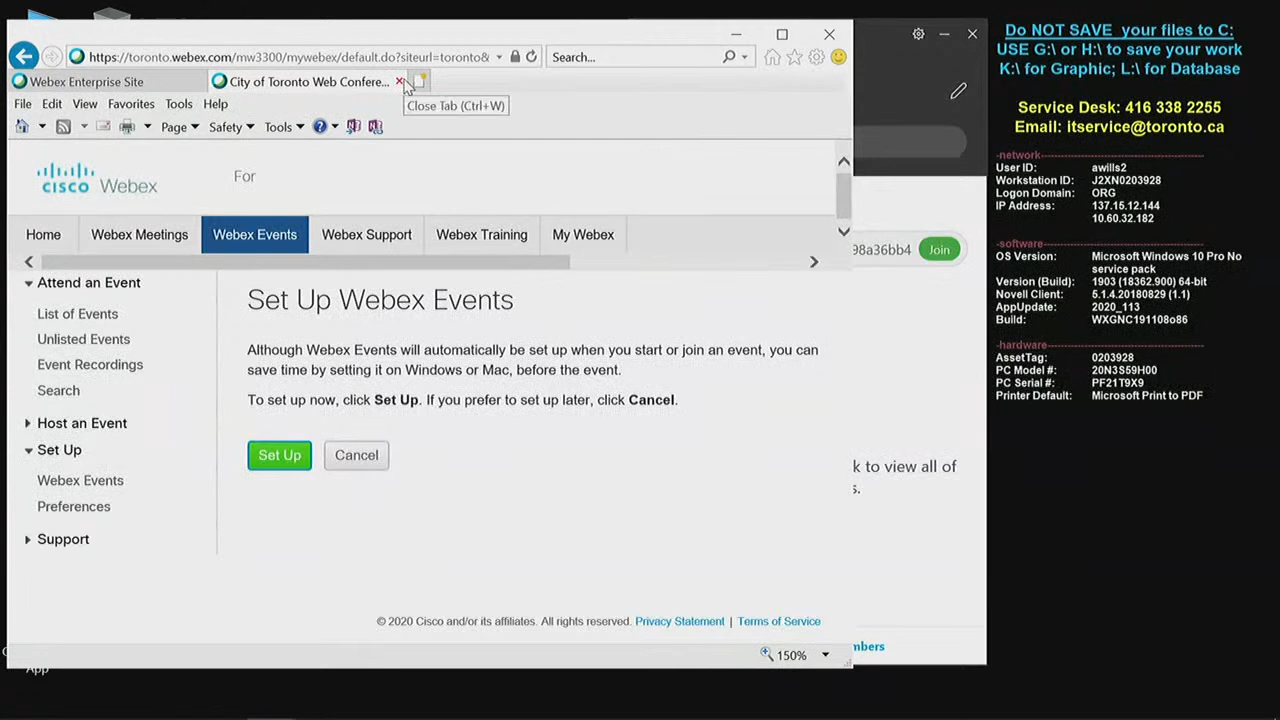 https://toronto.webex.com/mw3300/mywebex/default.do?siteurl=toronto&
Search...
Webex Enterprise Site
City of Toronto Web Confere...
File Edit View Favorites Tools Help
Close Tab (Ctrl+W)
Page Safety Tools
cisco Webex
For
Home Webex Meetings Webex Events Webex Support Webex Training My Webex
98a36bb4 Join
Attend an Event
List of Events
Unlisted Events
Event Recordings
Search
Host an Event
Set Up
Webex Events
Preferences
Support
Set Up Webex Events
Although Webex Events will automatically be set up when you start or join an event, you can
save time by setting it on Windows or Mac, before the event.
To set up now, click Set Up. If you prefer to set up later, click Cancel.
Set Up Cancel
k to view all of
s.
© 2020 Cisco and/or its affiliates. All rights reserved. Privacy Statement | Terms of Service
mbers
150%
App
Do NOT SAVE your files to C:
USE G:\ or H:\ to save your work
K:\ for Graphic; L:\ for Database
Service Desk: 416 338 2255
Email: itservice@toronto.ca
-network-
User ID: awills2
Workstation ID: J2XN0203928
Logon Domain: ORG
IP Address: 137.15.12.144
10.60.32.182
-software-
OS Version: Microsoft Windows 10 Pro No
service pack
Version (Build): 1903 (18362.900) 64-bit
Novell Client: 5.1.4.20180829 (1.1)
AppUpdate: 2020_113
Build: WXGNC191108o86
-hardware-
AssetTag: 0203928
PC Model #: 20N3S59H00
PC Serial #: PF21T9X9
Printer Default: Microsoft Print to PDF